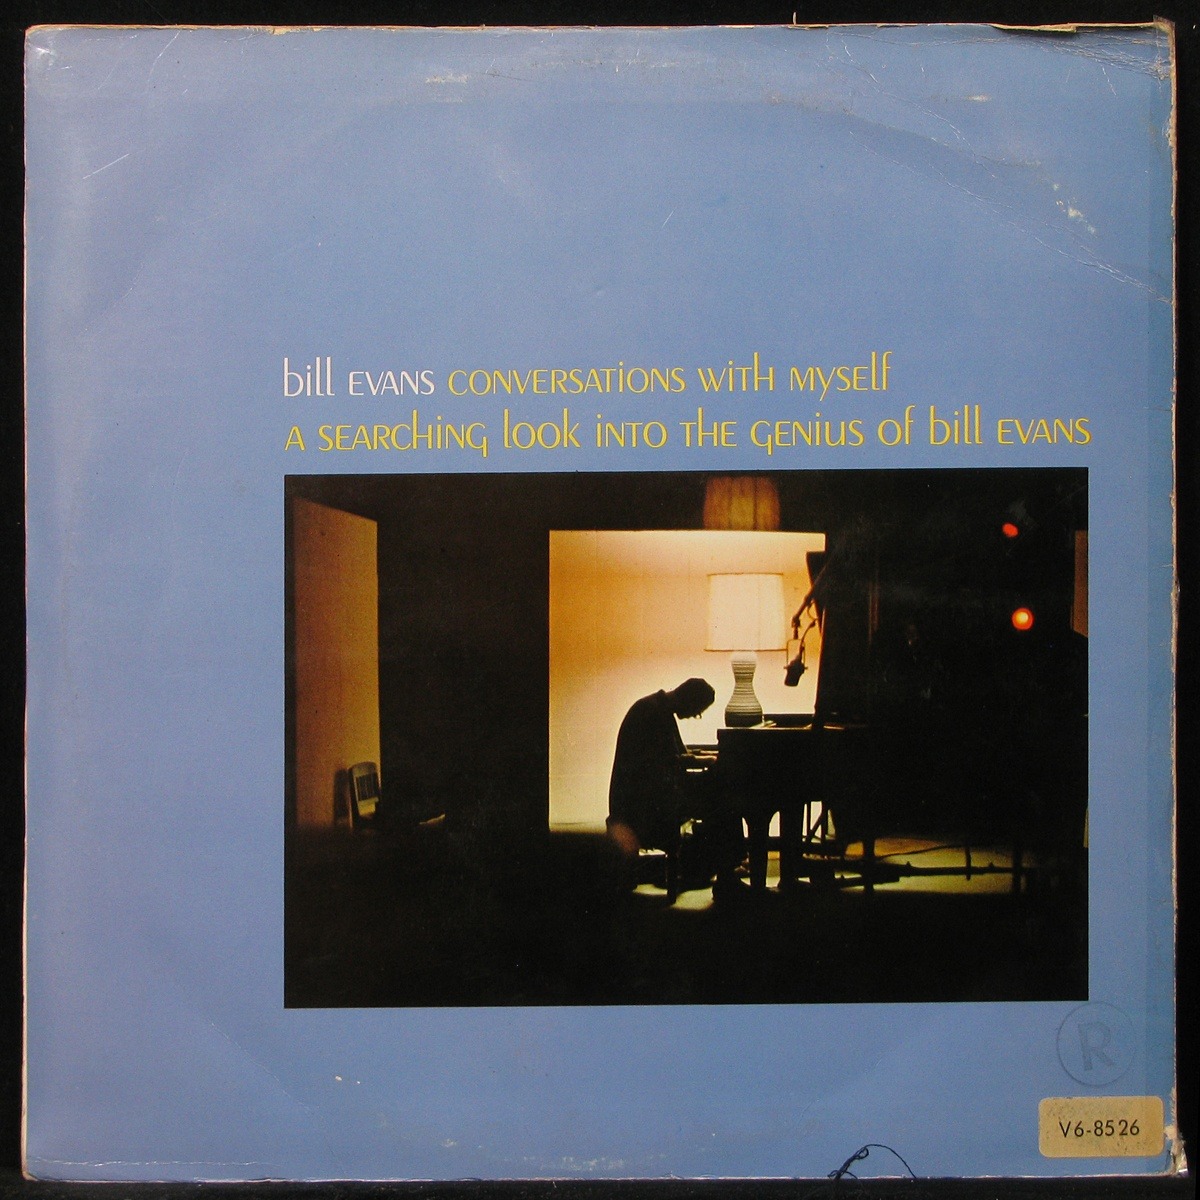 bill EVANS CONVERSATIONS WITH MYSELF
A SEARCHING look INTO THE GENIUS OF bill EVANS
R
V6-8526